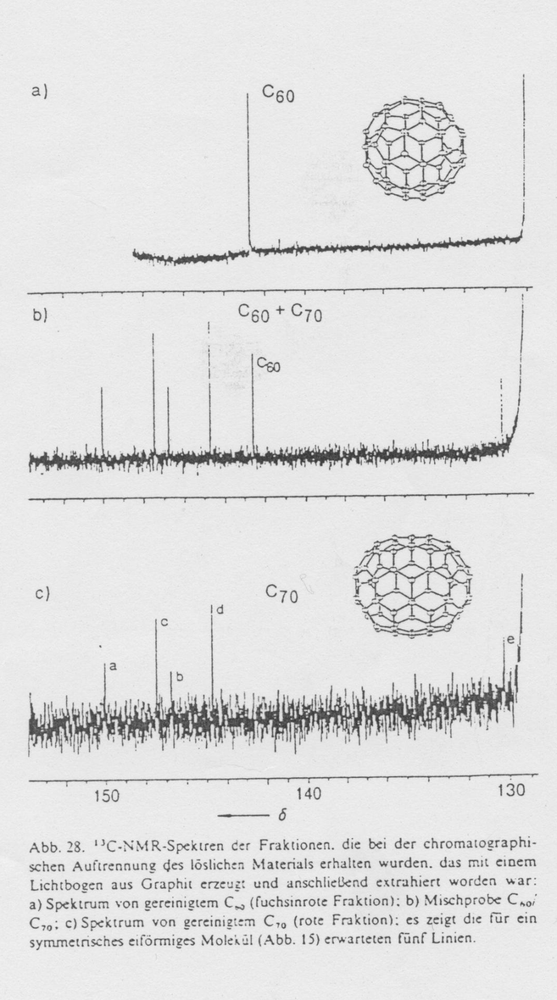 a)
C60
b)
C60 + C70
C60
c)
C70
a
c
b
d
e
150
140
130
δ
Abb. 28. ¹³C-NMR-Spektren der Fraktionen. die bei der chromatographi-
schen Auftrennung des löslichen Materials erhalten wurden. das mit einem
Lichtbogen aus Graphit erzeugt und anschließend extrahiert worden war:
a) Spektrum von gereinigtem C₆₀ (fuchsinrote Fraktion); b) Mischprobe C₆₀/
C₇₀; c) Spektrum von gereinigtem C₇₀ (rote Fraktion); es zeigt die für ein
symmetrisches eiförmiges Molekül (Abb. 15) erwarteten fünf Linien.